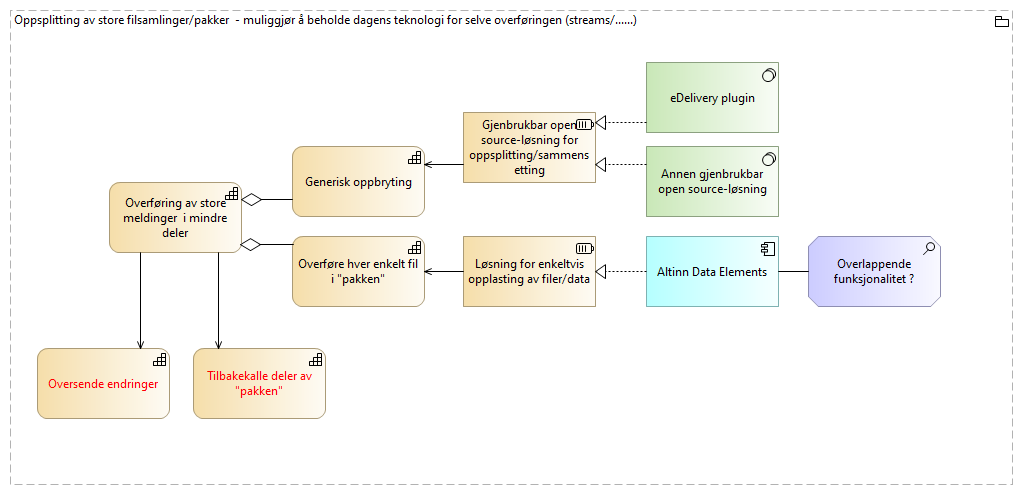 Oppsplitting av store filsamlinger/pakker  - muliggjør å beholde dagens teknologi for selve overføringen (streams/......)
eDelivery plugin
Gjenbrukbar open
source-løsning for
oppsplitting/sammens
etting
Generisk oppbryting
Annen gjenbrukbar
open source-løsning
Overføring av store
meldinger  i mindre
deler
Overføre hver enkelt fil
i "pakken"
Løsning for enkeltvis
opplasting av filer/data
Altinn Data Elements
Overlappende
funksjonalitet ?
Oversende endringer
Tilbakekalle deler av
"pakken"